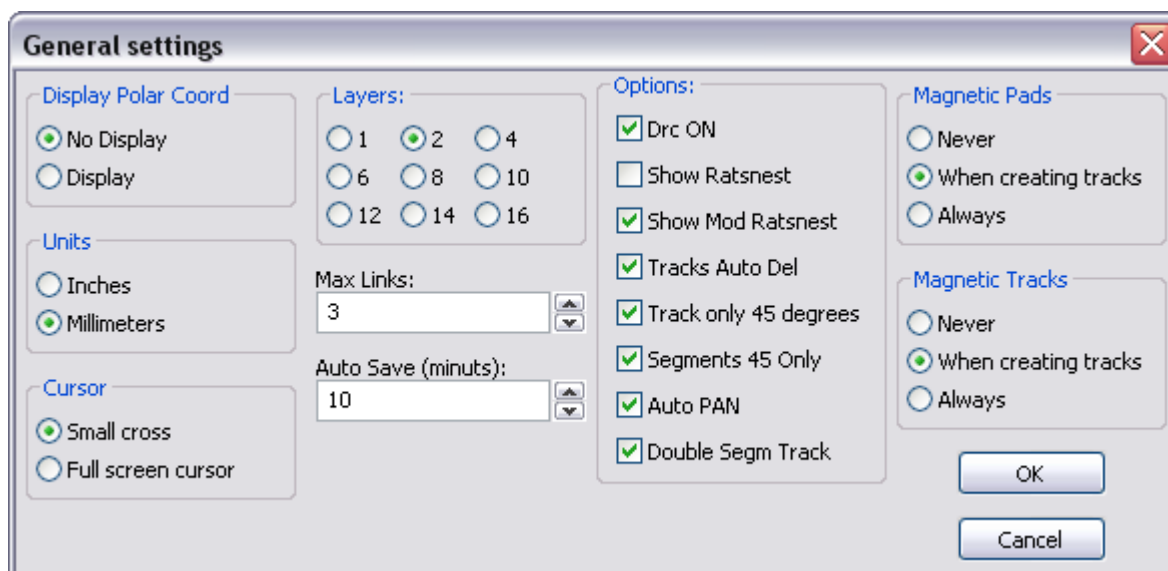 General settings
Display Polar Coord
No Display
Display
Units
Inches
Millimeters
Cursor
Small cross
Full screen cursor
Layers:
1 2 4
6 8 10
12 14 16
Max Links:
3
Auto Save (minuts):
10
Options:
Drc ON
Show Ratsnest
Show Mod Ratsnest
Tracks Auto Del
Track only 45 degrees
Segments 45 Only
Auto PAN
Double Segm Track
Magnetic Pads
Never
When creating tracks
Always
Magnetic Tracks
Never
When creating tracks
Always
OK
Cancel